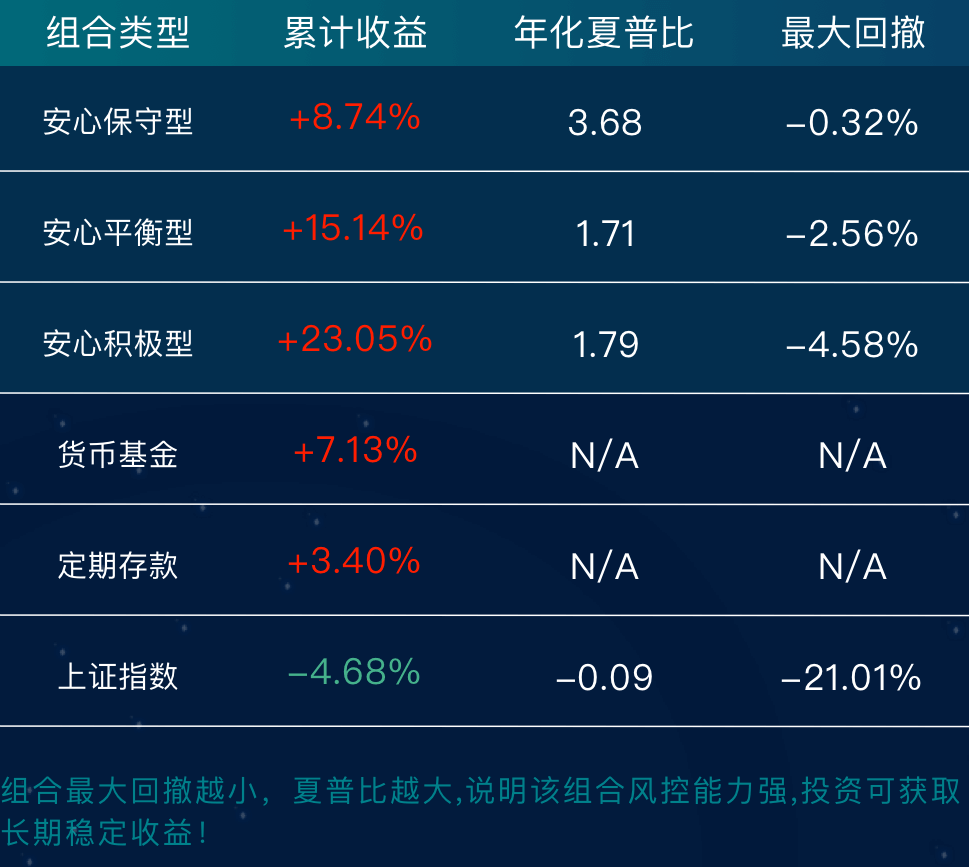 组合类型 累计收益 年化夏普比 最大回撤
安心保守型 +8.74% 3.68 –0.32%
安心平衡型 +15.14% 1.71 –2.56%
安心积极型 +23.05% 1.79 –4.58%
货币基金 +7.13% N/A N/A
定期存款 +3.40% N/A N/A
上证指数 –4.68% –0.09 –21.01%
组合最大回撤越小，夏普比越大,说明该组合风控能力强,投资可获取
长期稳定收益！